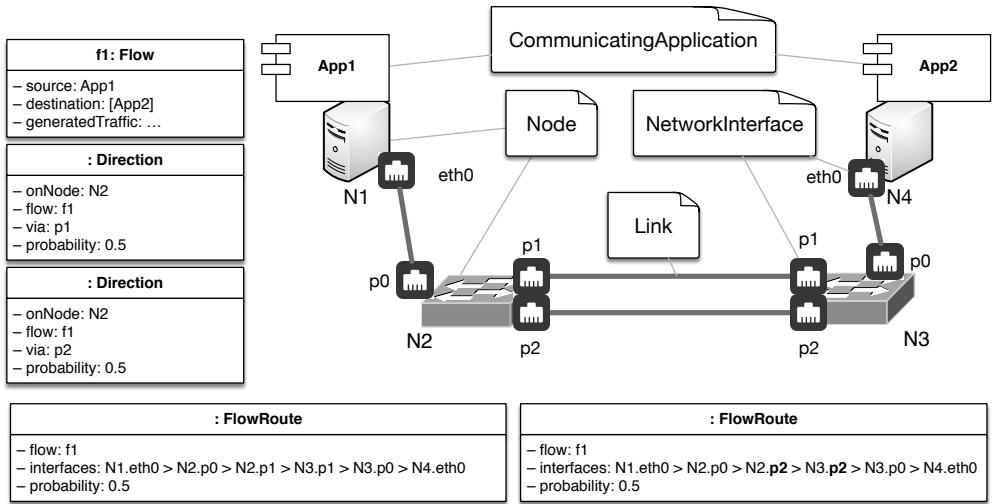 f1: Flow
– source: App1
– destination: [App2]
– generatedTraffic: …
: Direction
– onNode: N2
– flow: f1
– via: p1
– probability: 0.5
: Direction
– onNode: N2
– flow: f1
– via: p2
– probability: 0.5
App1
CommunicatingApplication
App2
Node
NetworkInterface
N1
eth0
eth0
N4
Link
p0
p1
p1
p0
N2
p2
p2
N3
: FlowRoute
– flow: f1
– interfaces: N1.eth0 > N2.p0 > N2.p1 > N3.p1 > N3.p0 > N4.eth0
– probability: 0.5
: FlowRoute
– flow: f1
– interfaces: N1.eth0 > N2.p0 > N2.p2 > N3.p2 > N3.p0 > N4.eth0
– probability: 0.5